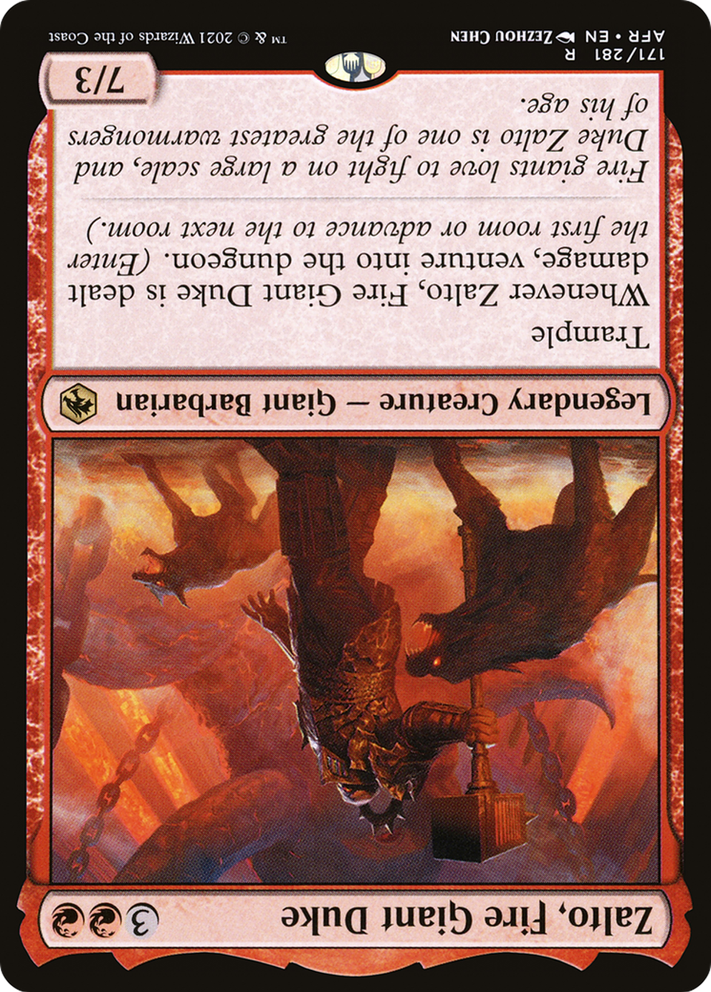 Zalto, Fire Giant Duke 3
Legendary Creature — Giant Barbarian
Trample
Whenever Zalto, Fire Giant Duke is dealt
damage, venture into the dungeon. (Enter
the first room or advance to the next room.)
Fire giants love to fight on a large scale, and
Duke Zalto is one of the greatest warmongers
of his age.
7/3
171/281 R
AFR • EN Zezhou Chen
™ & © 2021 Wizards of the Coast